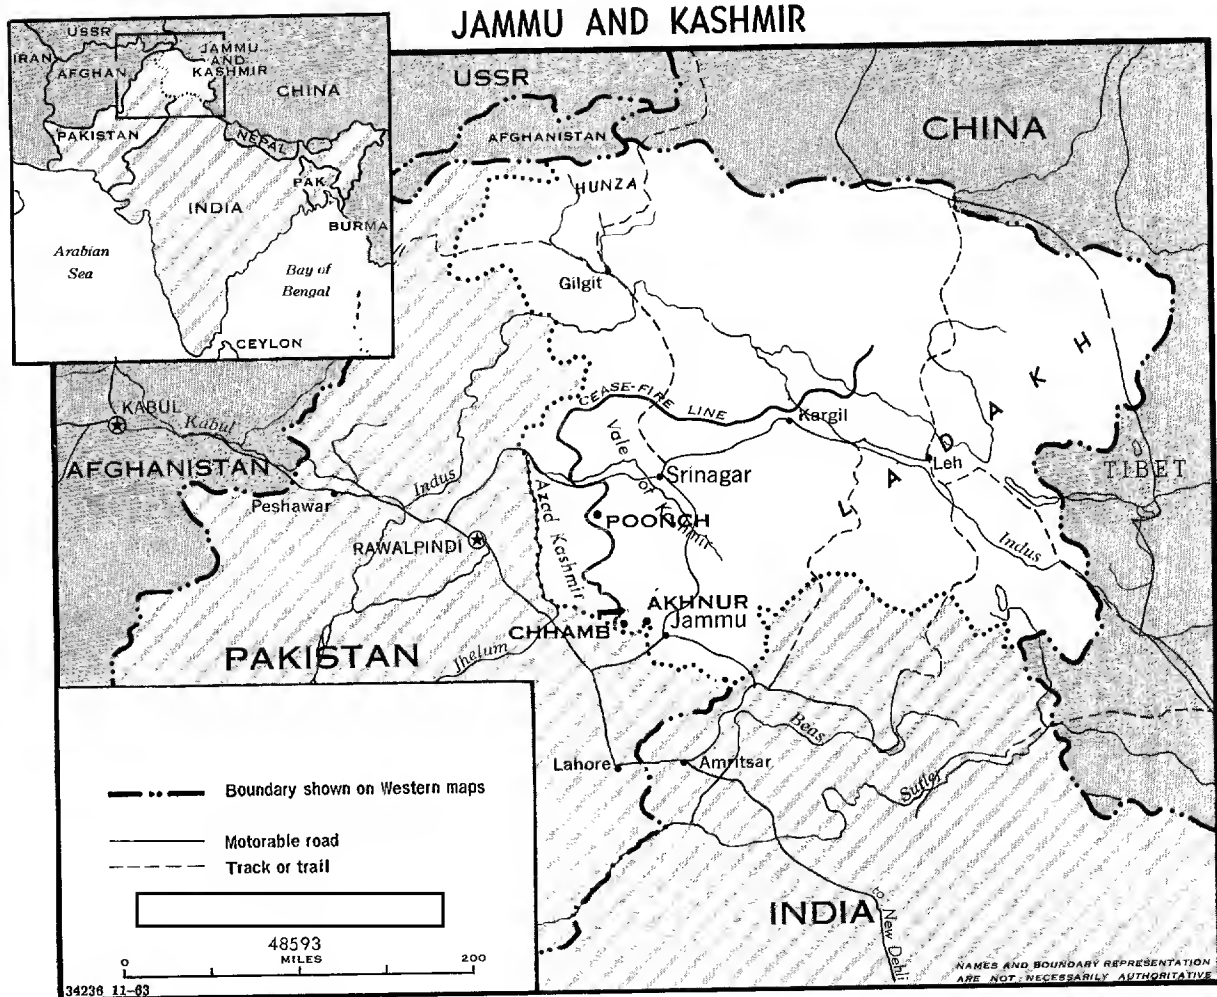 JAMMU AND KASHMIR
USSR
IRAN
AFGHAN
JAMMU
AND
KASHMIR
CHINA
PAKISTAN
NEPAL
PAK
INDIA
BURMA
Arabian
Sea
Bay of
Bengal
CEYLON
USSR
AFGHANISTAN
CHINA
HUNZA
Gilgit
CEASE-FIRE LINE
Kargil
LADAKH
Leh
TIBET
KABUL
Kabul
AFGHANISTAN
Peshawar
Indus
Vale of Kashmir
Srinagar
Azad Kashmir
POONCH
RAWALPINDI
Indus
AKHNUR
Jammu
CHHAMB
PAKISTAN
Jhelum
Beas
Lahore
Amritsar
Sutlej
INDIA
to New Delhi
Boundary shown on Western maps
Motorable road
Track or trail
48593
MILES
0 200
34236 11-63
NAMES AND BOUNDARY REPRESENTATION
ARE NOT NECESSARILY AUTHORITATIVE